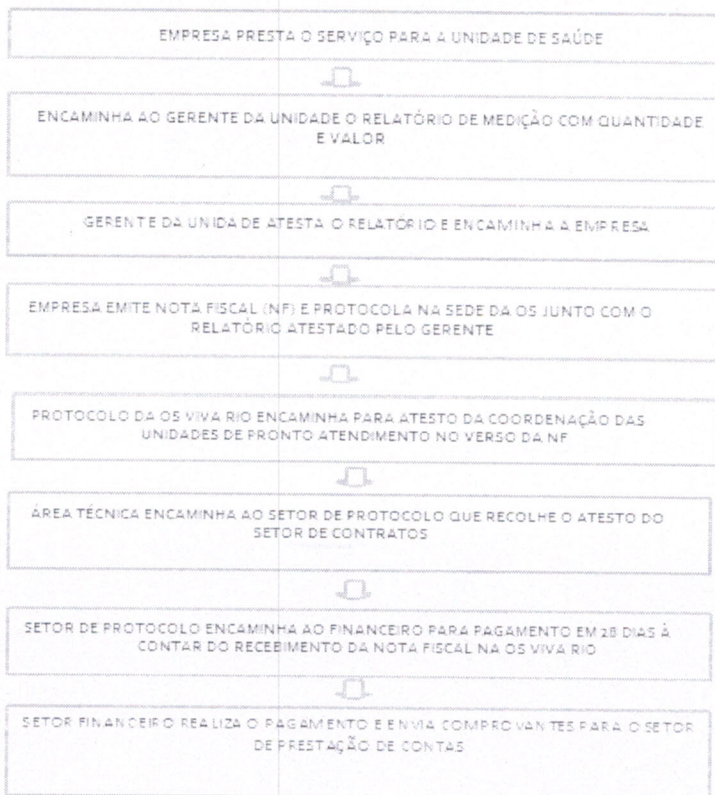 EMPRESA PRESTA O SERVIÇO PARA A UNIDADE DE SAÚDE
ENCAMINHA AO GERENTE DA UNIDADE O RELATÓRIO DE MEDIÇÃO COM QUANTIDADE
E VALOR
GERENTE DA UNIDADE ATESTA O RELATÓRIO E ENCAMINHA A EMPRESA
EMPRESA EMITE NOTA FISCAL (NF) E PROTOCOLA NA SEDE DA OS JUNTO COM O
RELATÓRIO ATESTADO PELO GERENTE
PROTOCOLO DA OS VIVA RIO ENCAMINHA PARA ATESTO DA COORDENAÇÃO DAS
UNIDADES DE PRONTO ATENDIMENTO NO VERSO DA NF
ÁREA TÉCNICA ENCAMINHA AO SETOR DE PROTOCOLO QUE RECOLHE O ATESTO DO
SETOR DE CONTRATOS
SETOR DE PROTOCOLO ENCAMINHA AO FINANCEIRO PARA PAGAMENTO EM 28 DIAS À
CONTAR DO RECEBIMENTO DA NOTA FISCAL NA OS VIVA RIO
SETOR FINANCEIRO REALIZA O PAGAMENTO E ENVIA COMPROVANTES PARA O SETOR
DE PRESTAÇÃO DE CONTAS